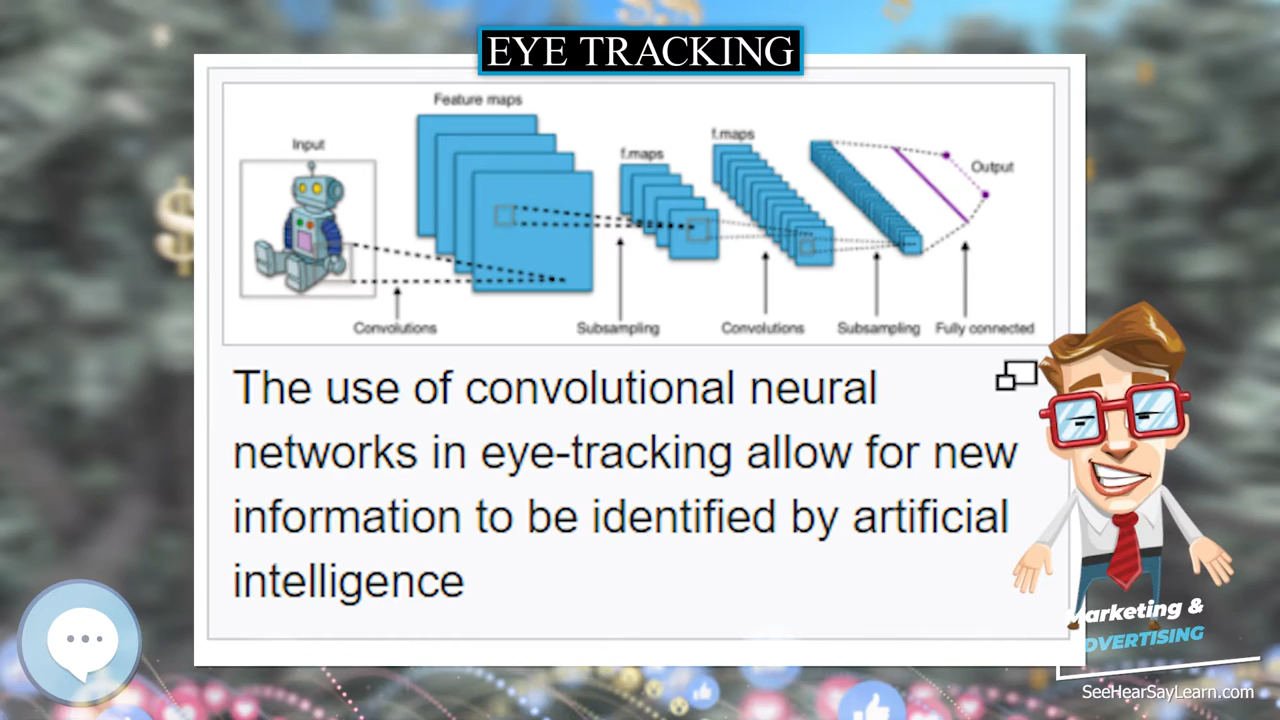 EYE TRACKING
Feature maps
Input
f.maps
f.maps
Output
Convolutions
Subsampling
Convolutions
Subsampling
Fully connected
The use of convolutional neural
networks in eye-tracking allow for new
information to be identified by artificial
intelligence
Marketing &
ADVERTISING
SeeHearSayLearn.com